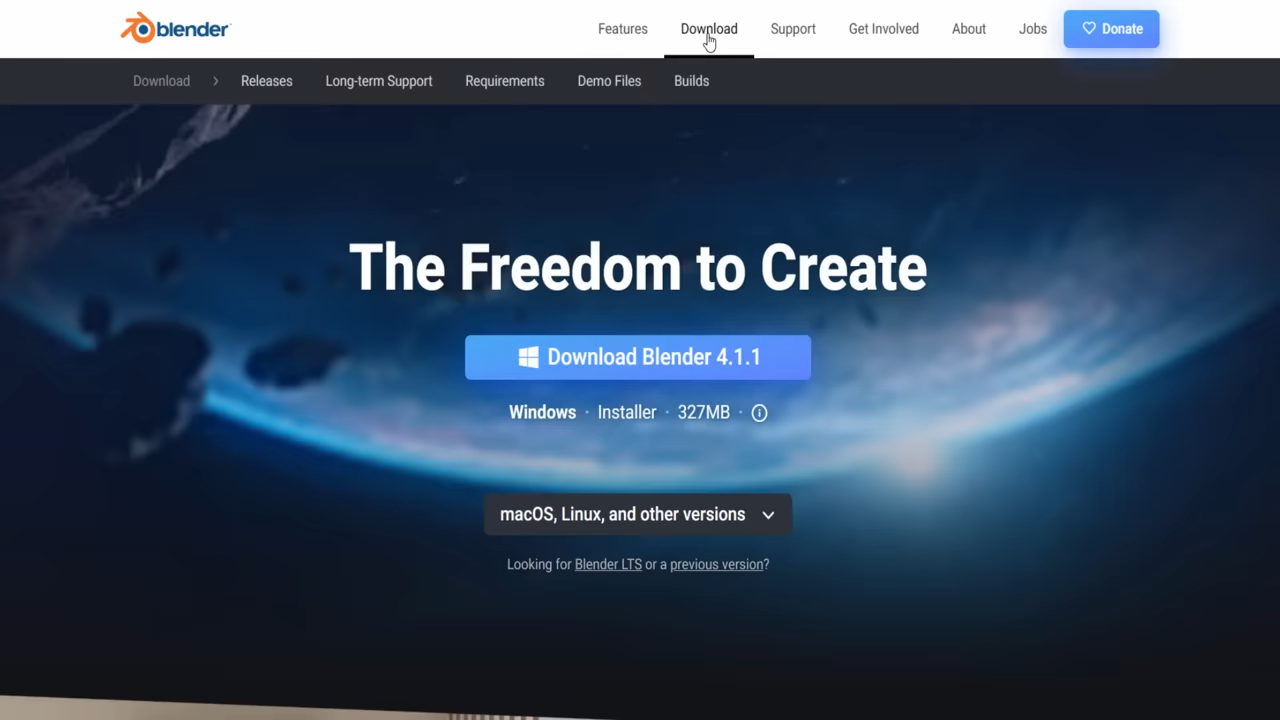 blender
Features Download Support Get Involved About Jobs Donate
Download Releases Long-term Support Requirements Demo Files Builds
The Freedom to Create
Download Blender 4.1.1
Windows · Installer · 327MB ·
macOS, Linux, and other versions
Looking for Blender LTS or a previous version?